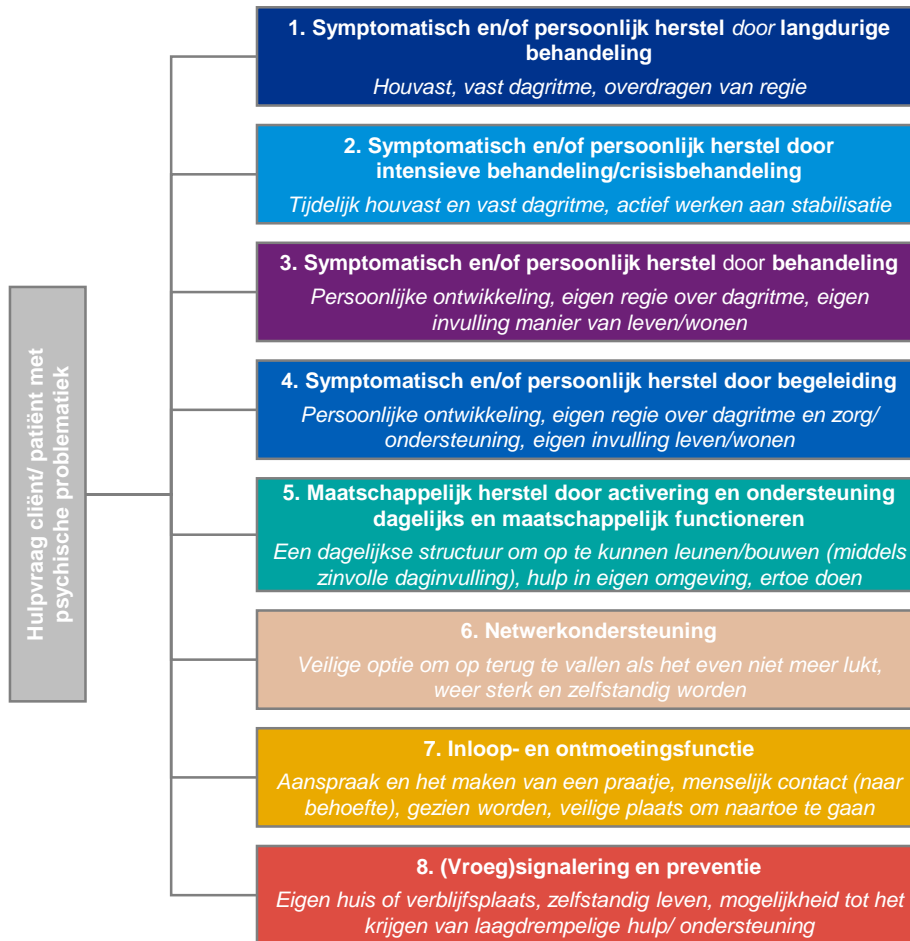 Hulpvraag cliënt/ patiënt met
psychische problematiek
1. Symptomatisch en/of persoonlijk herstel door langdurige
behandeling
Houvast, vast dagritme, overdragen van regie
2. Symptomatisch en/of persoonlijk herstel door
intensieve behandeling/crisisbehandeling
Tijdelijk houvast en vast dagritme, actief werken aan stabilisatie
3. Symptomatisch en/of persoonlijk herstel door behandeling
Persoonlijke ontwikkeling, eigen regie over dagritme, eigen
invulling manier van leven/wonen
4. Symptomatisch en/of persoonlijk herstel door begeleiding
Persoonlijke ontwikkeling, eigen regie over dagritme en zorg/
ondersteuning, eigen invulling leven/wonen
5. Maatschappelijk herstel door activering en ondersteuning
dagelijks en maatschappelijk functioneren
Een dagelijkse structuur om op te kunnen leunen/bouwen (middels
zinvolle daginvulling), hulp in eigen omgeving, ertoe doen
6. Netwerkondersteuning
Veilige optie om op terug te vallen als het even niet meer lukt,
weer sterk en zelfstandig worden
7. Inloop- en ontmoetingsfunctie
Aanspraak en het maken van een praatje, menselijk contact (naar
behoefte), gezien worden, veilige plaats om naartoe te gaan
8. (Vroeg)signalering en preventie
Eigen huis of verblijfsplaats, zelfstandig leven, mogelijkheid tot het
krijgen van laagdrempelige hulp/ ondersteuning